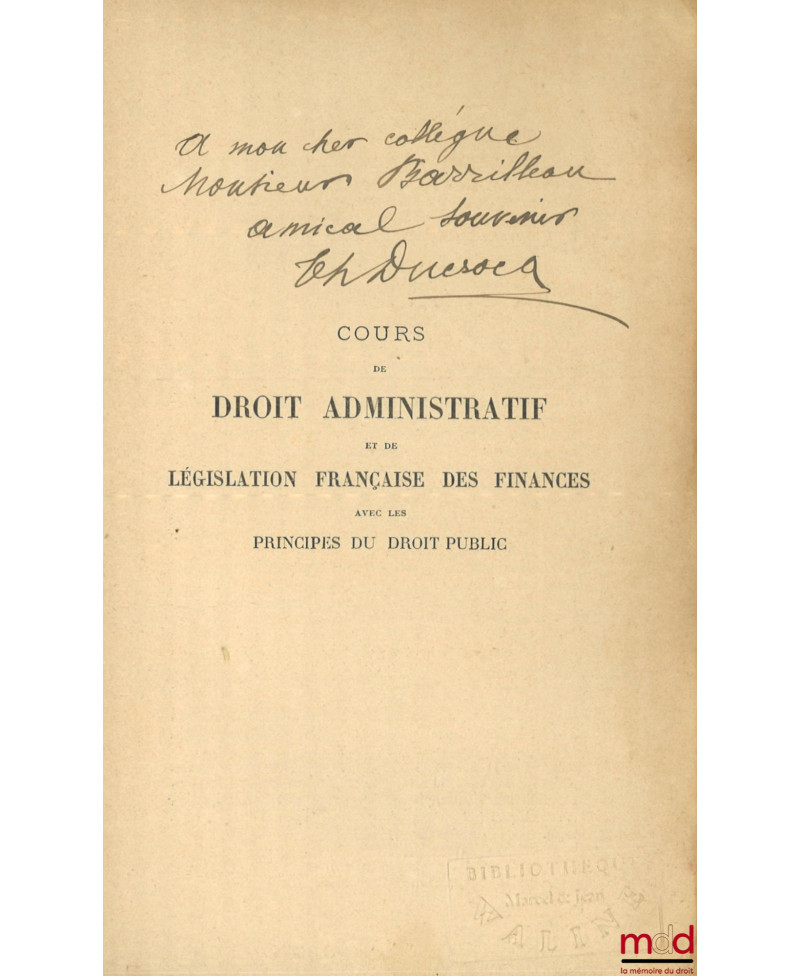 A mon cher collègue
Monsieur Barrilleau
amical souvenir
Th Ducrocq
COURS
DE
DROIT ADMINISTRATIF
ET DE
LÉGISLATION FRANÇAISE DES FINANCES
AVEC LES
PRINCIPES DU DROIT PUBLIC
BIBLIOTHEQU
Marcel de Jean
mdd
la mémoire du droit